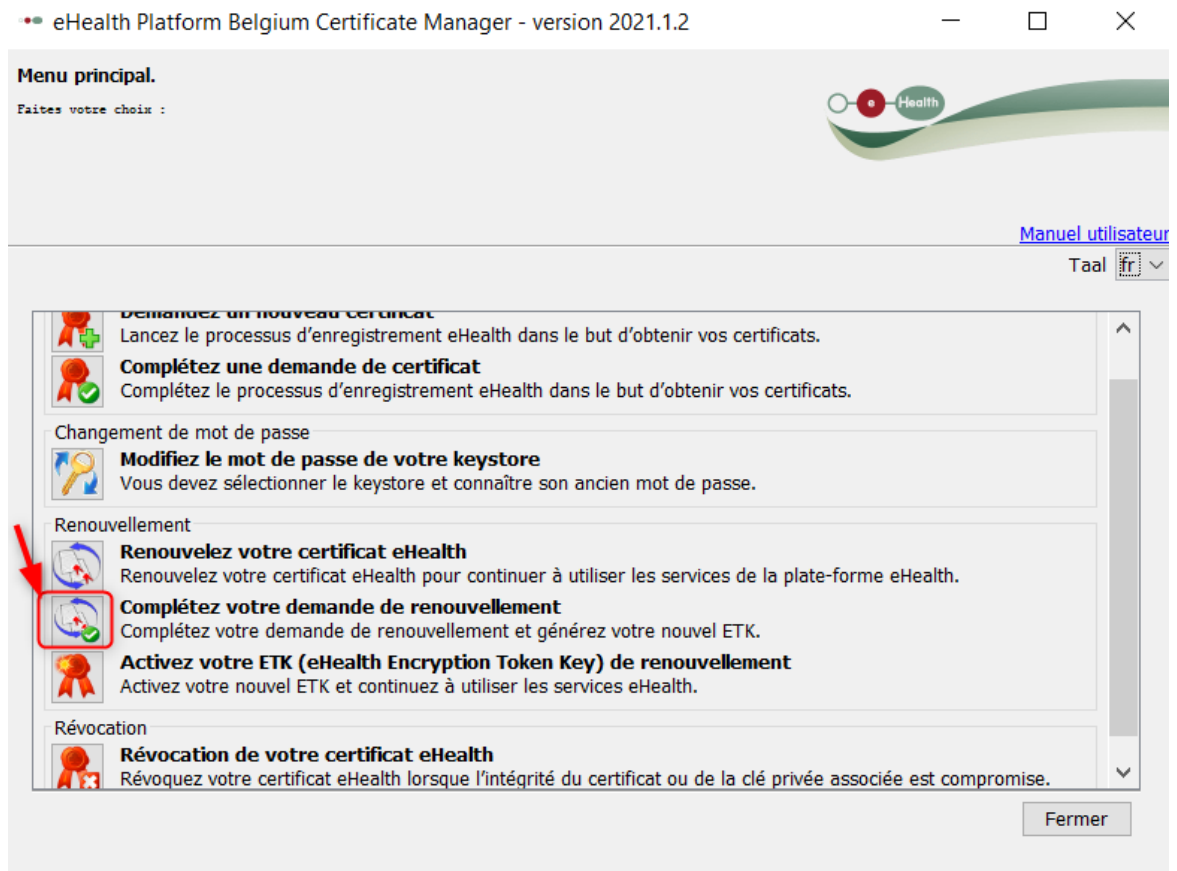 eHealth Platform Belgium Certificate Manager - version 2021.1.2
Menu principal.
Faites votre choix :
e Health
Manuel utilisateur
Taal fr
Demandez un nouveau certificat
Lancez le processus d'enregistrement eHealth dans le but d'obtenir vos certificats.
Complétez une demande de certificat
Complétez le processus d'enregistrement eHealth dans le but d'obtenir vos certificats.
Changement de mot de passe
Modifiez le mot de passe de votre keystore
Vous devez sélectionner le keystore et connaître son ancien mot de passe.
Renouvellement
Renouvelez votre certificat eHealth
Renouvelez votre certificat eHealth pour continuer à utiliser les services de la plate-forme eHealth.
Complétez votre demande de renouvellement
Complétez votre demande de renouvellement et générez votre nouvel ETK.
Activez votre ETK (eHealth Encryption Token Key) de renouvellement
Activez votre nouvel ETK et continuez à utiliser les services eHealth.
Révocation
Révocation de votre certificat eHealth
Révoquez votre certificat eHealth lorsque l'intégrité du certificat ou de la clé privée associée est compromise.
Fermer